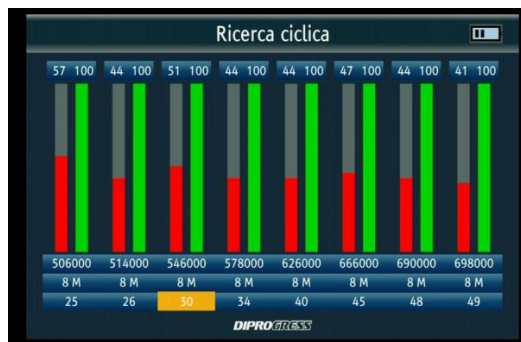 Ricerca ciclica
57 100 44 100 51 100 44 100 44 100 47 100 44 100 41 100
506000 514000 546000 578000 626000 666000 690000 698000
8 M 8 M 8 M 8 M 8 M 8 M 8 M 8 M
25 26 30 34 40 45 48 49
DIPROGRESS